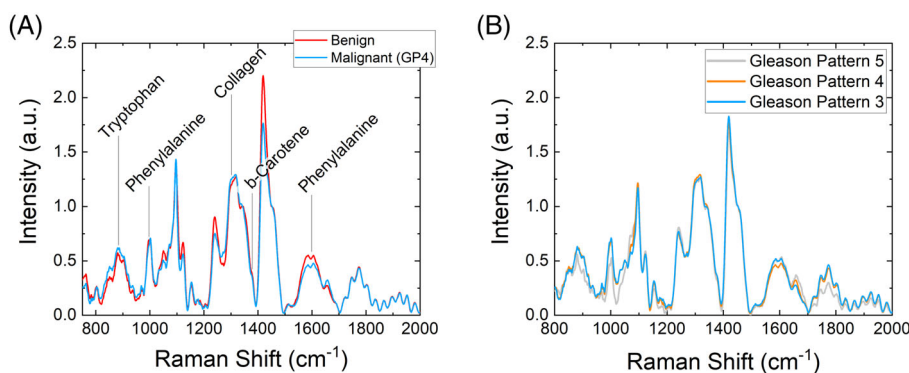 (A)
Benign
Malignant (GP4)
Tryptophan
Phenylalanine
Collagen
b-Carotene
Phenylalanine
Intensity (a.u.)
2.5
2.0
1.5
1.0
0.5
0.0
800 1000 1200 1400 1600 1800 2000
Raman Shift (cm⁻¹)
(B)
Gleason Pattern 5
Gleason Pattern 4
Gleason Pattern 3
Intensity (a.u.)
2.5
2.0
1.5
1.0
0.5
0.0
800 1000 1200 1400 1600 1800 2000
Raman Shift (cm⁻¹)